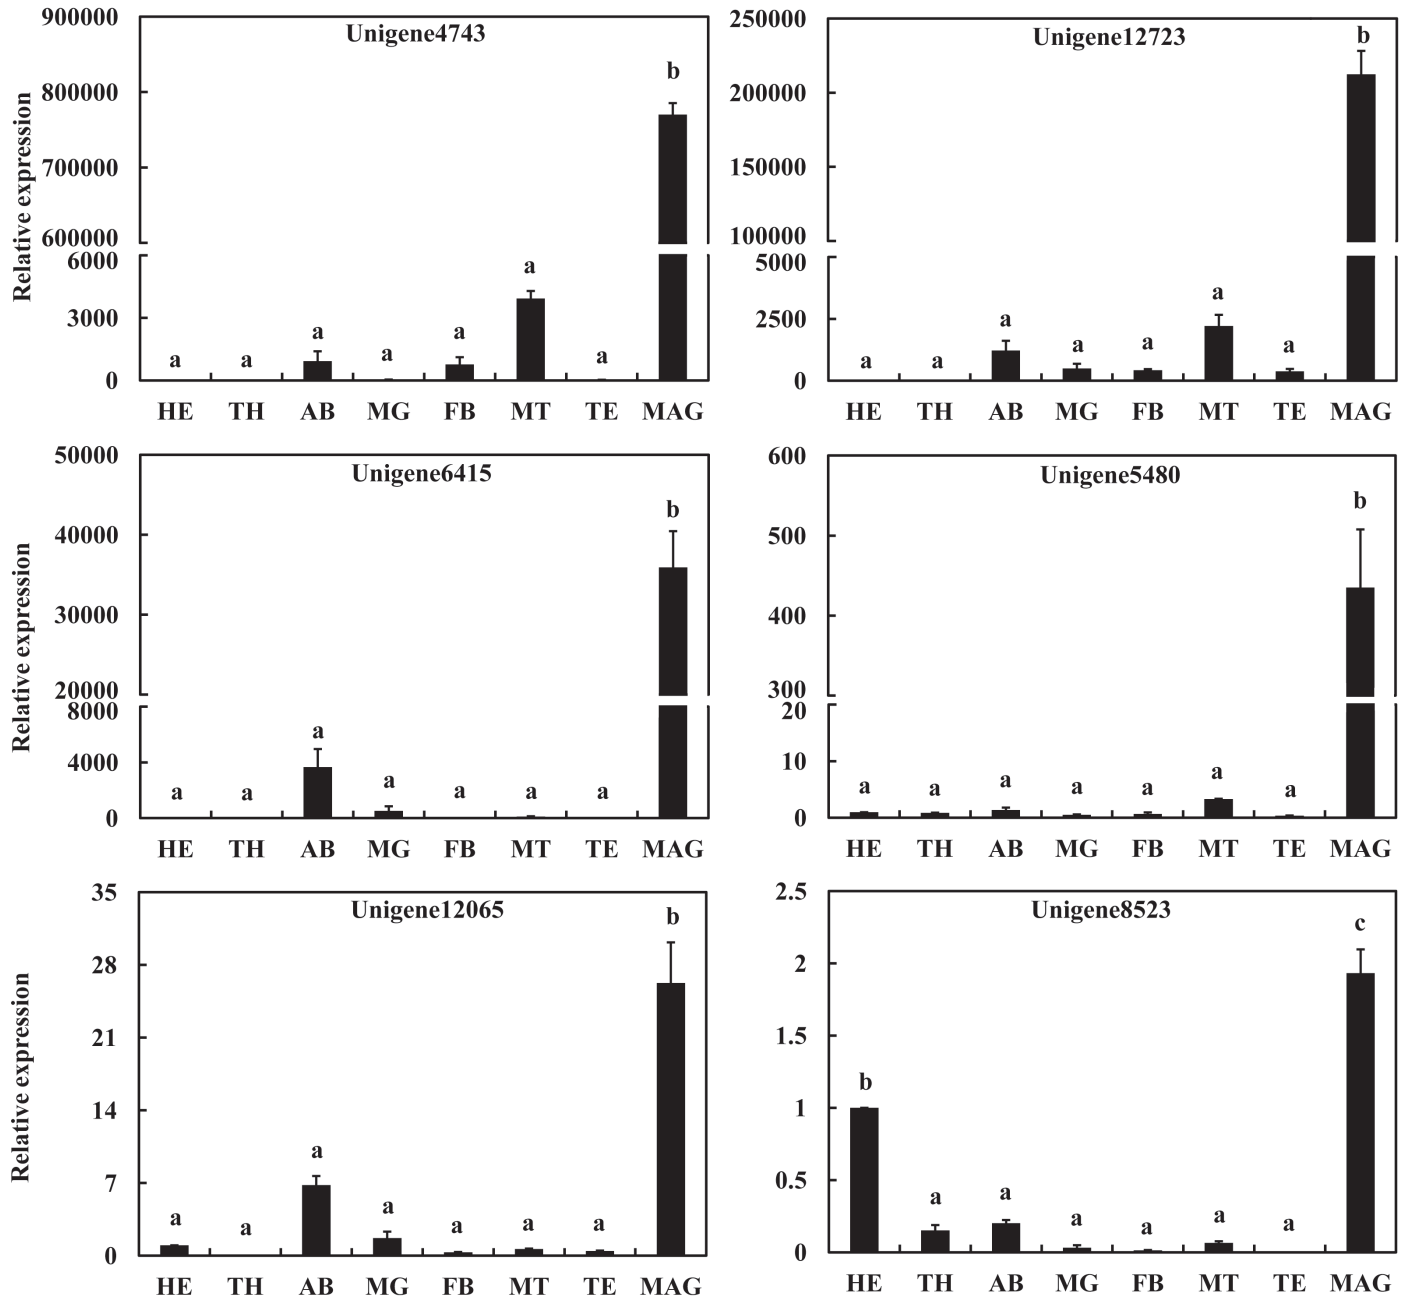 Unigene4743
Relative expression
900000
800000
700000
600000
6000
3000
0
a a a a a a a b
HE TH AB MG FB MT TE MAG
Unigene12723
250000
200000
150000
100000
5000
2500
0
a a a a a a a b
HE TH AB MG FB MT TE MAG
Unigene6415
Relative expression
50000
40000
30000
20000
8000
4000
0
a a a a a a a b
HE TH AB MG FB MT TE MAG
Unigene5480
600
500
400
300
20
10
0
a a a a a a a b
HE TH AB MG FB MT TE MAG
Unigene12065
Relative expression
35
28
21
14
7
0
a a a a a a a b
HE TH AB MG FB MT TE MAG
Unigene8523
2.5
2
1.5
1
0.5
0
b a a a a a a c
HE TH AB MG FB MT TE MAG